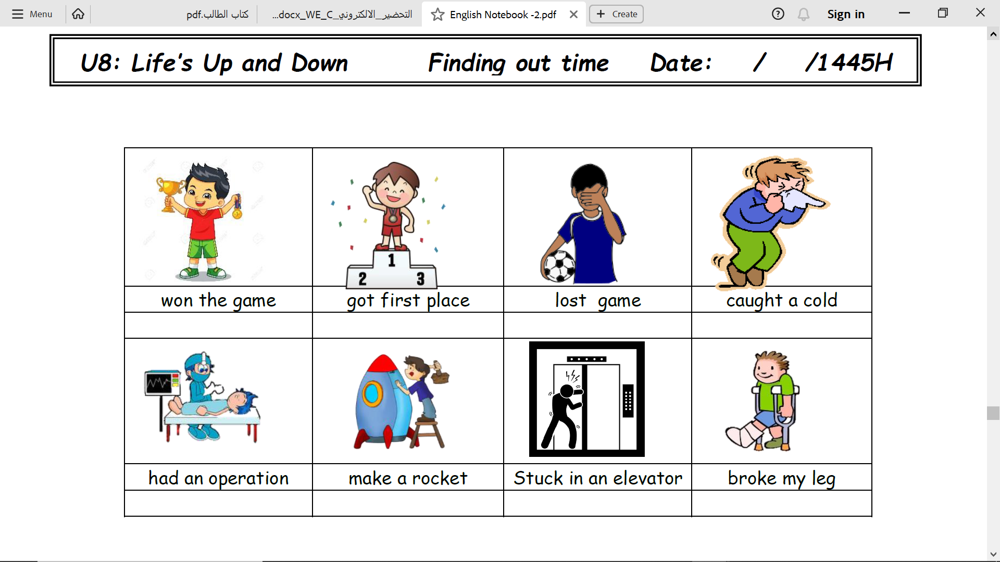 Menu
كتاب الطالب.pdf
...docx_WE_C_التحضير_الالكتروني
English Notebook -2.pdf
Create
Sign in
U8: Life's Up and Down Finding out time Date: / /1445H
1
2 3
won the game got first place lost game caught a cold
had an operation make a rocket Stuck in an elevator broke my leg